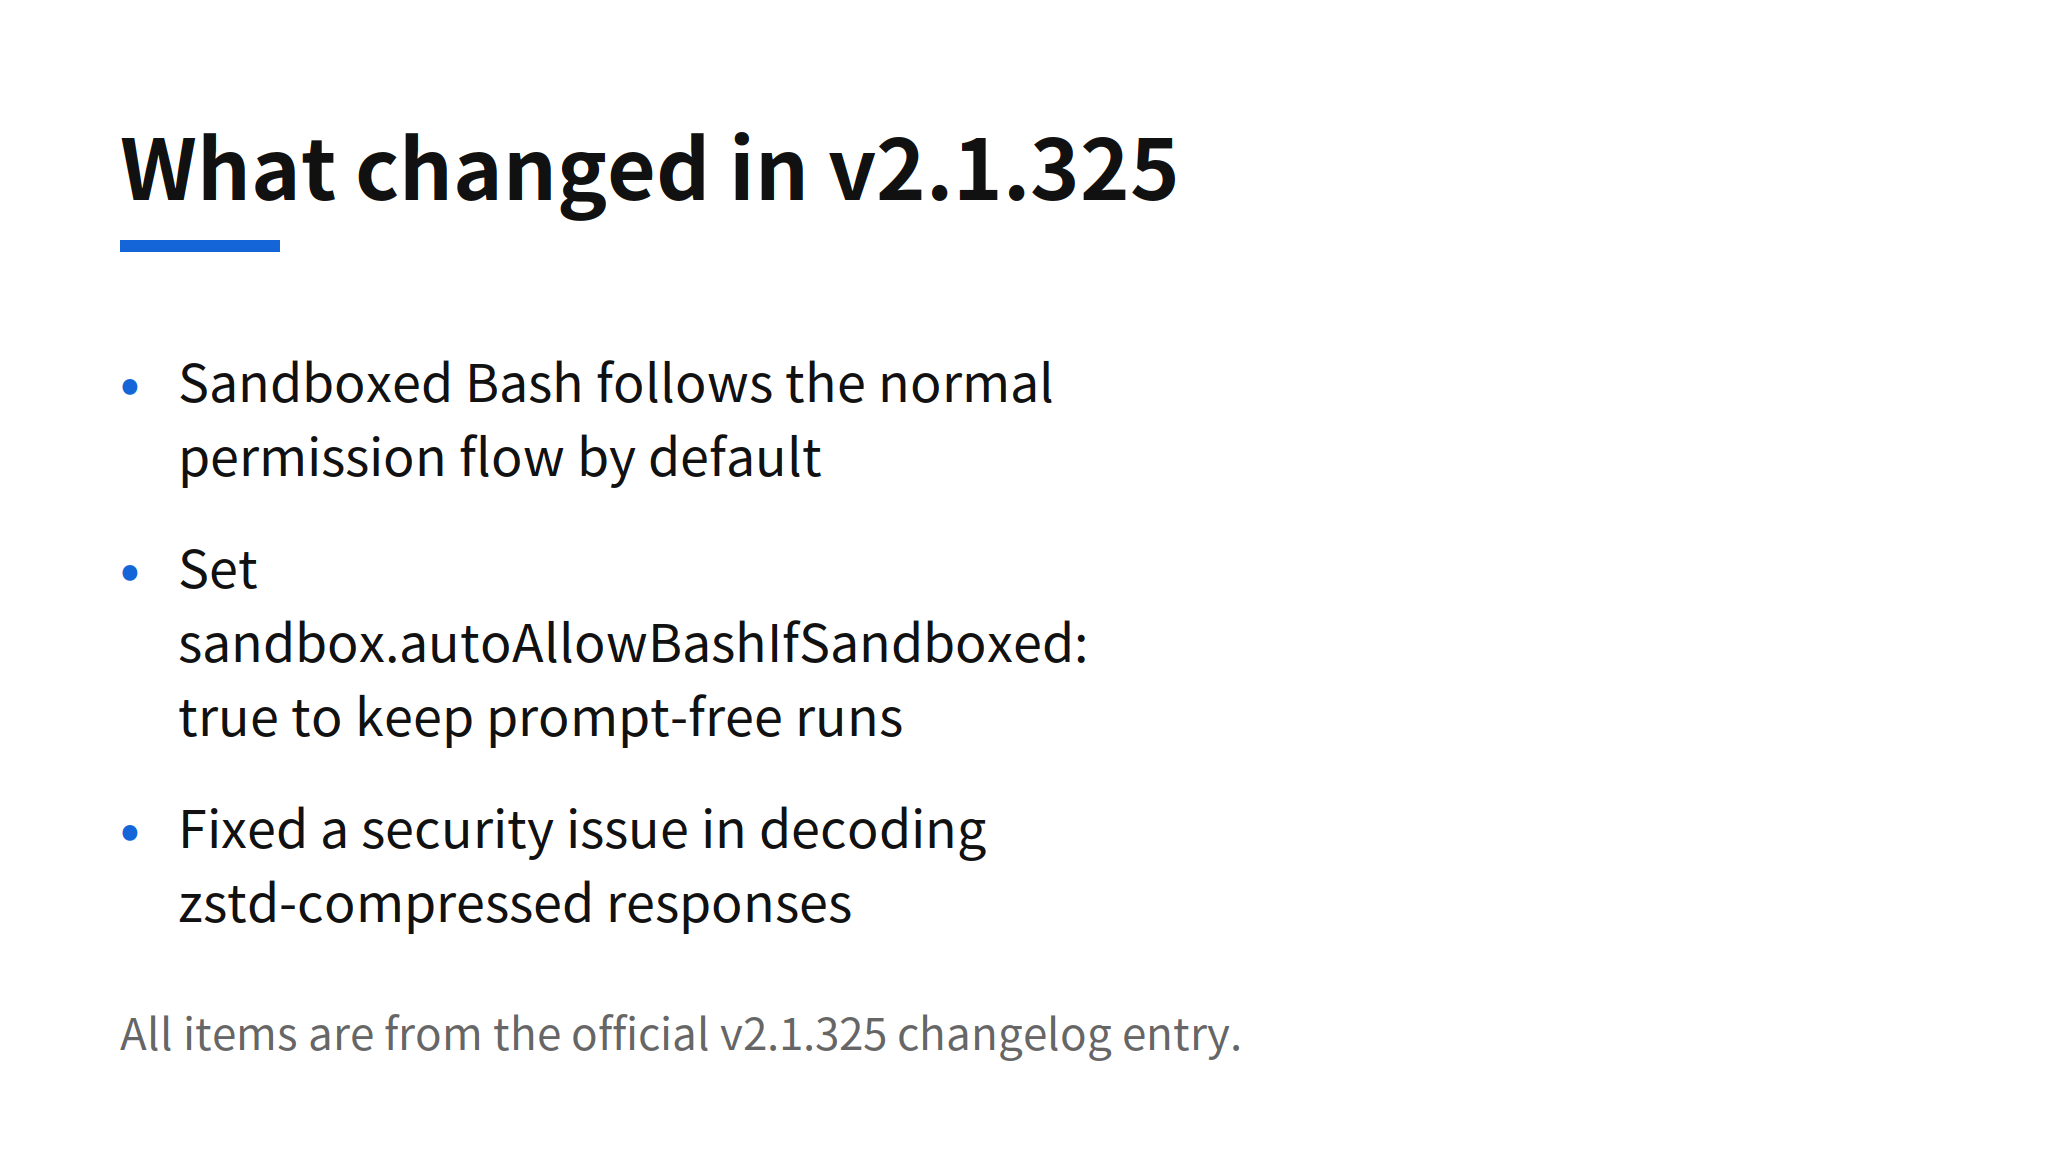 What changed in v2.1.325
• Sandboxed Bash follows the normal
permission flow by default
• Set
sandbox.autoAllowBashIfSandboxed:
true to keep prompt-free runs
• Fixed a security issue in decoding
zstd-compressed responses
All items are from the official v2.1.325 changelog entry.